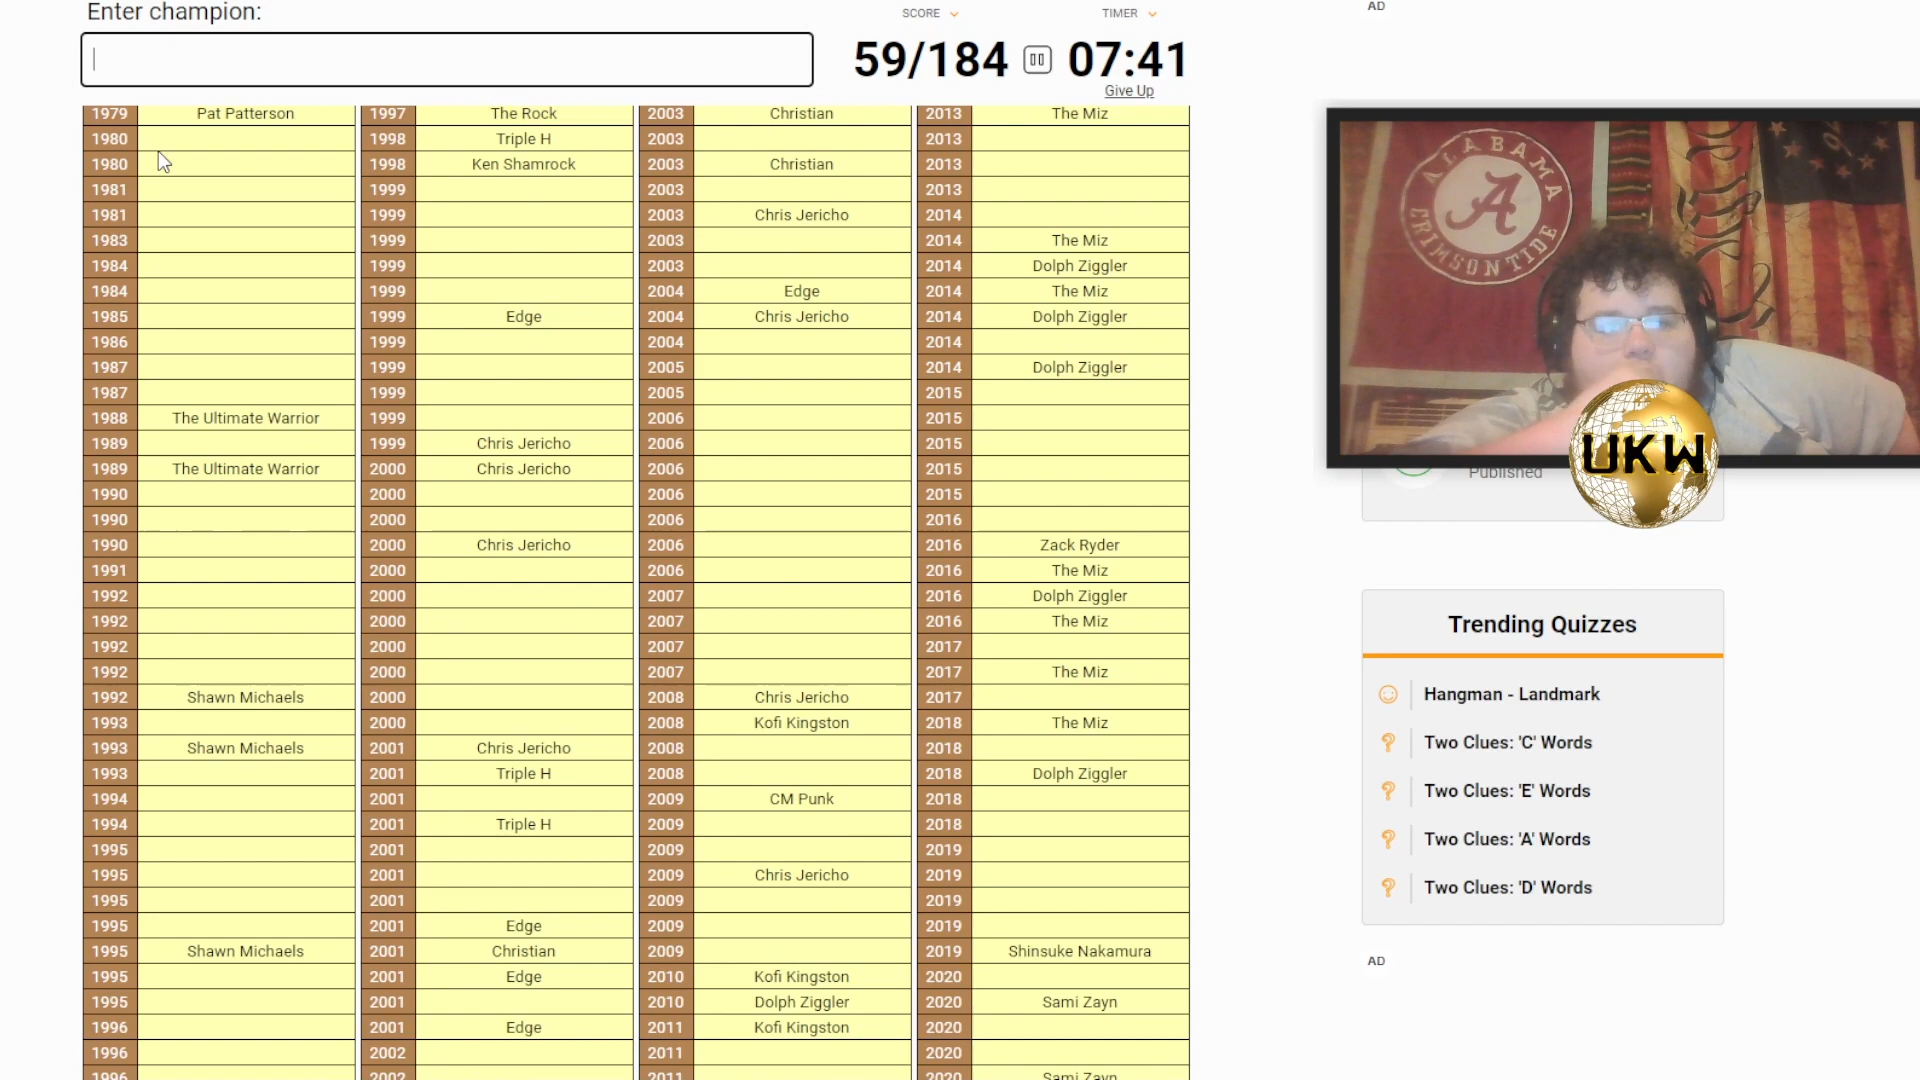 Enter champion:
SCORE
TIMER
AD
59/184
07:41
Give Up
1979 Pat Patterson 1997 The Rock 2003 Christian 2013 The Miz
1980 1998 Triple H 2003 2013
1980 1998 Ken Shamrock 2003 Christian 2013
1981 1999 2003 2013
1981 1999 2003 Chris Jericho 2014
1983 1999 2003 2014 The Miz
1984 1999 2003 2014 Dolph Ziggler
1984 1999 2004 Edge 2014 The Miz
1985 1999 Edge 2004 Chris Jericho 2014 Dolph Ziggler
1986 1999 2004 2014
1987 1999 2005 2014 Dolph Ziggler
1987 1999 2005 2015
1988 The Ultimate Warrior 1999 2006 2015
1989 1999 Chris Jericho 2006 2015
1989 The Ultimate Warrior 2000 Chris Jericho 2006 2015
1990 2000 2006 2015
1990 2000 2006 2016
1990 2000 Chris Jericho 2006 2016 Zack Ryder
1991 2000 2006 2016 The Miz
1992 2000 2007 2016 Dolph Ziggler
1992 2000 2007 2016 The Miz
1992 2000 2007 2017
1992 2000 2007 2017 The Miz
1992 Shawn Michaels 2000 2008 Chris Jericho 2017
1993 2000 2008 Kofi Kingston 2018 The Miz
1993 Shawn Michaels 2001 Chris Jericho 2008 2018
1993 2001 Triple H 2008 2018 Dolph Ziggler
1994 2001 2009 CM Punk 2018
1994 2001 Triple H 2009 2018
1995 2001 2009 2019
1995 2001 2009 Chris Jericho 2019
1995 2001 2009 2019
1995 2001 Edge 2009 2019
1995 Shawn Michaels 2001 Christian 2009 2019 Shinsuke Nakamura
1995 2001 Edge 2010 Kofi Kingston 2020
1995 2001 2010 Dolph Ziggler 2020 Sami Zayn
1996 2001 Edge 2011 Kofi Kingston 2020
1996 2002 2011 2020
1996 2002 2011 2020 Sami Zayn
ALABAMA
A
CRIMSON TIDE
UKW
Published
Trending Quizzes
Hangman - Landmark
Two Clues: 'C' Words
Two Clues: 'E' Words
Two Clues: 'A' Words
Two Clues: 'D' Words
AD